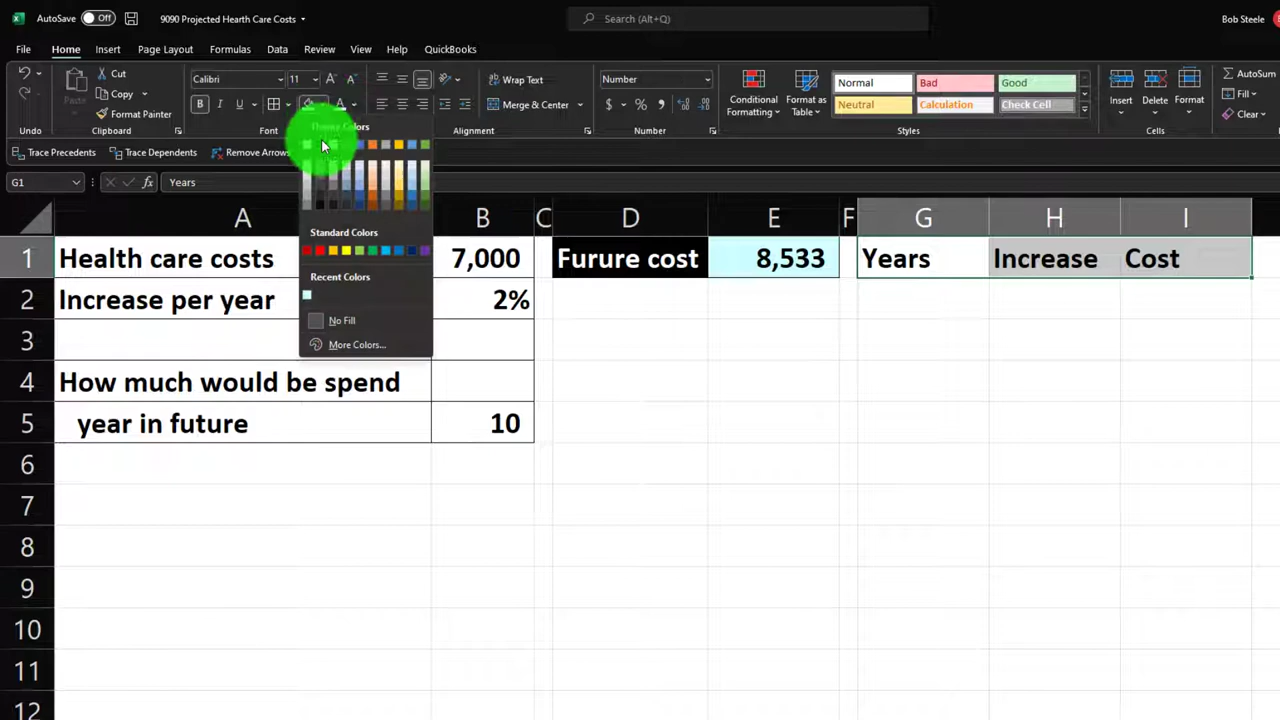 AutoSave Off 9090 Projected Hearth Care Costs Search (Alt+Q) Bob Steele
File Home Insert Page Layout Formulas Data Review View Help QuickBooks
Cut Calibri 11 Wrap Text Number Normal Bad Good AutoSum
Paste Copy B I U A Merge & Center $ % Conditional Formatting Format as Table Neutral Calculation Check Cell Insert Delete Format Fill
Format Painter Clear
Undo Clipboard Font Alignment Number Styles Cells
Theme Colors
Trace Precedents Trace Dependents Remove Arrows
G1 fx Years
A B C D E F G H I
1 Health care costs 7,000 Furure cost 8,533 Years Increase Cost
2 Increase per year 2%
3
4 How much would be spend
5 year in future 10
6
7
8
9
10
11
12
Standard Colors
Recent Colors
No Fill
More Colors...